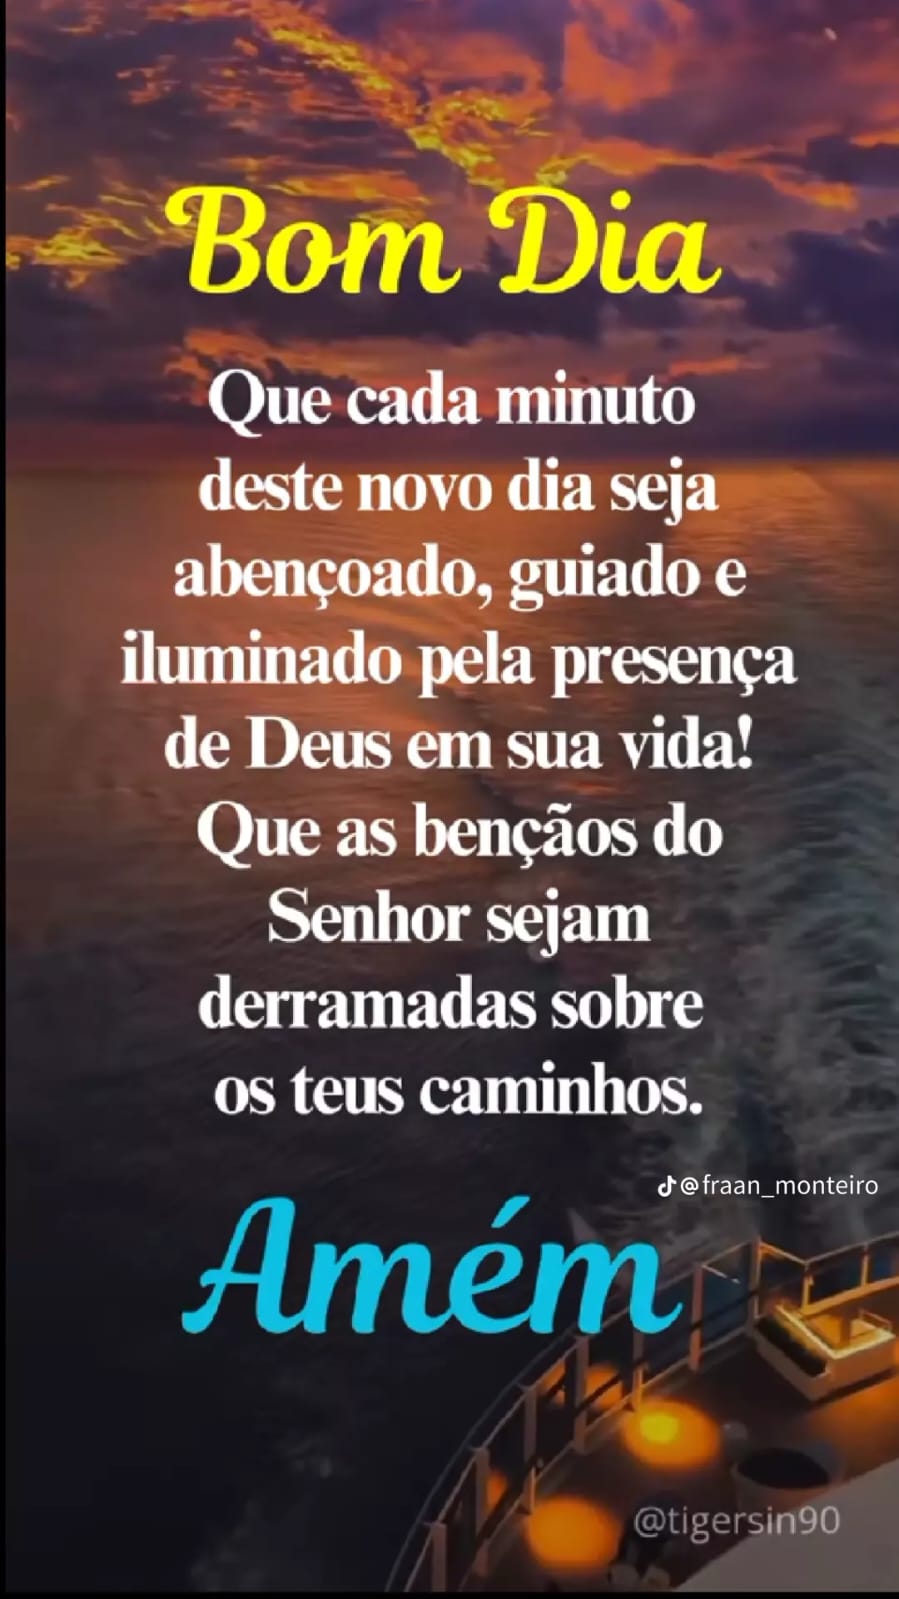 Bom Dia
Que cada minuto
deste novo dia seja
abençoado, guiado e
iluminado pela presença
de Deus em sua vida!
Que as bençãos do
Senhor sejam
derramadas sobre
os teus caminhos.
@fraan_monteiro
Amém
@tigersin90